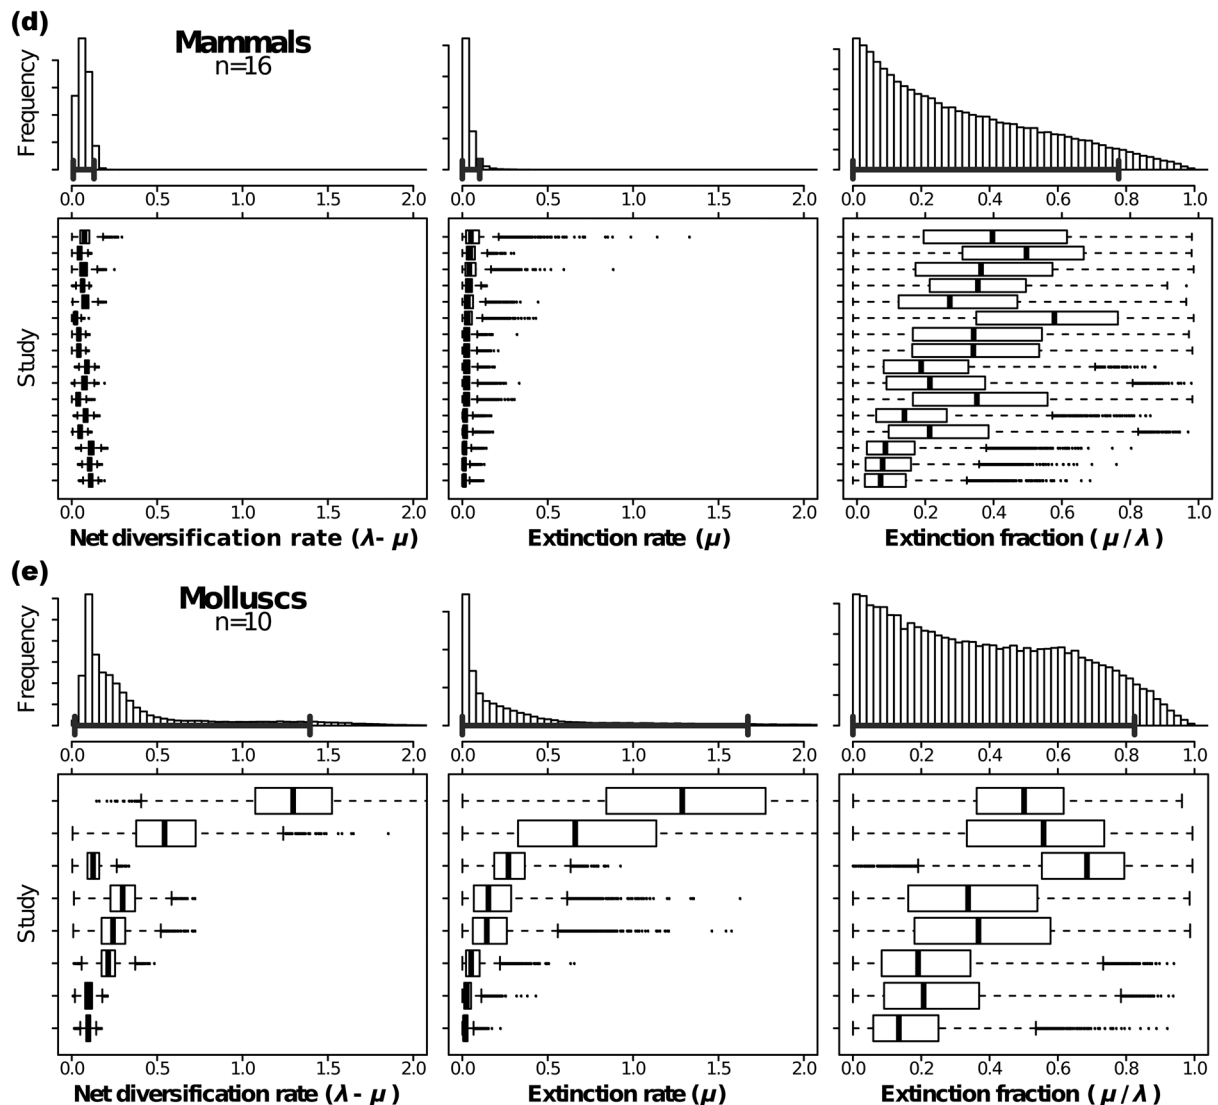 (d)
Mammals
n=16
Frequency
0.0 0.5 1.0 1.5 2.0
0.0 0.5 1.0 1.5 2.0
0.0 0.2 0.4 0.6 0.8 1.0
Study
0.0 0.5 1.0 1.5 2.0
0.0 0.5 1.0 1.5 2.0
0.2 0.4 0.6 0.8 1.0
Net diversification rate (λ- μ)
Extinction rate (μ)
Extinction fraction ( μ / λ )
(e)
Molluscs
n=10
Frequency
0.0 0.5 1.0 1.5 2.0
0.0 0.5 1.0 1.5 2.0
0.0 0.2 0.4 0.6 0.8 1.0
Study
0.0 0.5 1.0 1.5 2.0
0.0 0.5 1.0 1.5 2.0
0.0 0.2 0.4 0.6 0.8 1.0
Net diversification rate (λ - μ )
Extinction rate (μ)
Extinction fraction ( μ / λ )